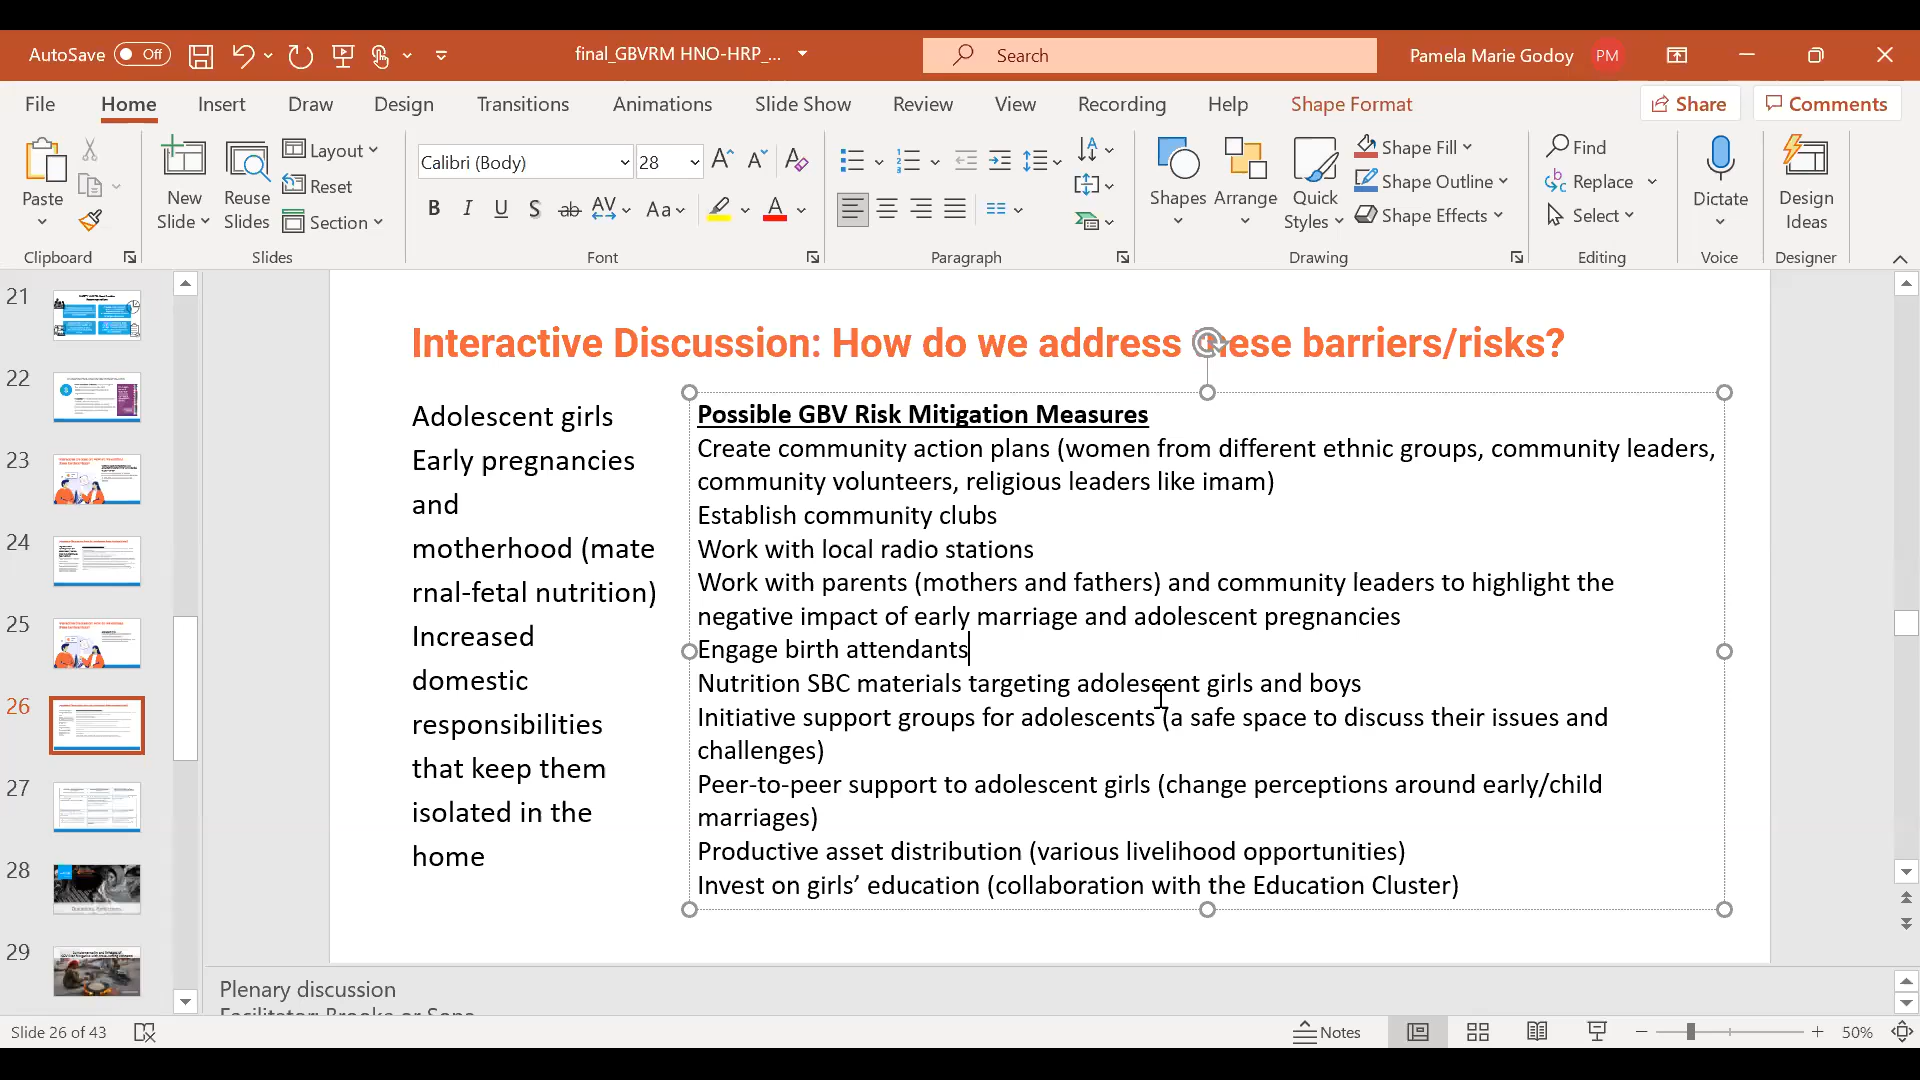 AutoSave Off final_GBVRM HNO-HRP_... Search Pamela Marie Godoy PM
File Home Insert Draw Design Transitions Animations Slide Show Review View Recording Help Shape Format Share Comments
Paste
New Slide
Reuse Slides
Layout
Reset
Section
Calibri (Body) 28
Shapes
Arrange
Quick Styles
Shape Fill
Shape Outline
Shape Effects
Find
Replace
Select
Dictate
Design Ideas
Clipboard Slides Font Paragraph Drawing Editing Voice Designer
21
22
23
24
25
26
27
28
29
Interactive Discussion: How do we address these barriers/risks?
Adolescent girls
Early pregnancies
and
motherhood (mate
rnal-fetal nutrition)
Increased
domestic
responsibilities
that keep them
isolated in the
home
Possible GBV Risk Mitigation Measures
Create community action plans (women from different ethnic groups, community leaders,
community volunteers, religious leaders like imam)
Establish community clubs
Work with local radio stations
Work with parents (mothers and fathers) and community leaders to highlight the
negative impact of early marriage and adolescent pregnancies
Engage birth attendants
Nutrition SBC materials targeting adolescent girls and boys
Initiative support groups for adolescents (a safe space to discuss their issues and
challenges)
Peer-to-peer support to adolescent girls (change perceptions around early/child
marriages)
Productive asset distribution (various livelihood opportunities)
Invest on girls’ education (collaboration with the Education Cluster)
Plenary discussion
Facilitator: Brooke or Sona
Slide 26 of 43 Notes 50%